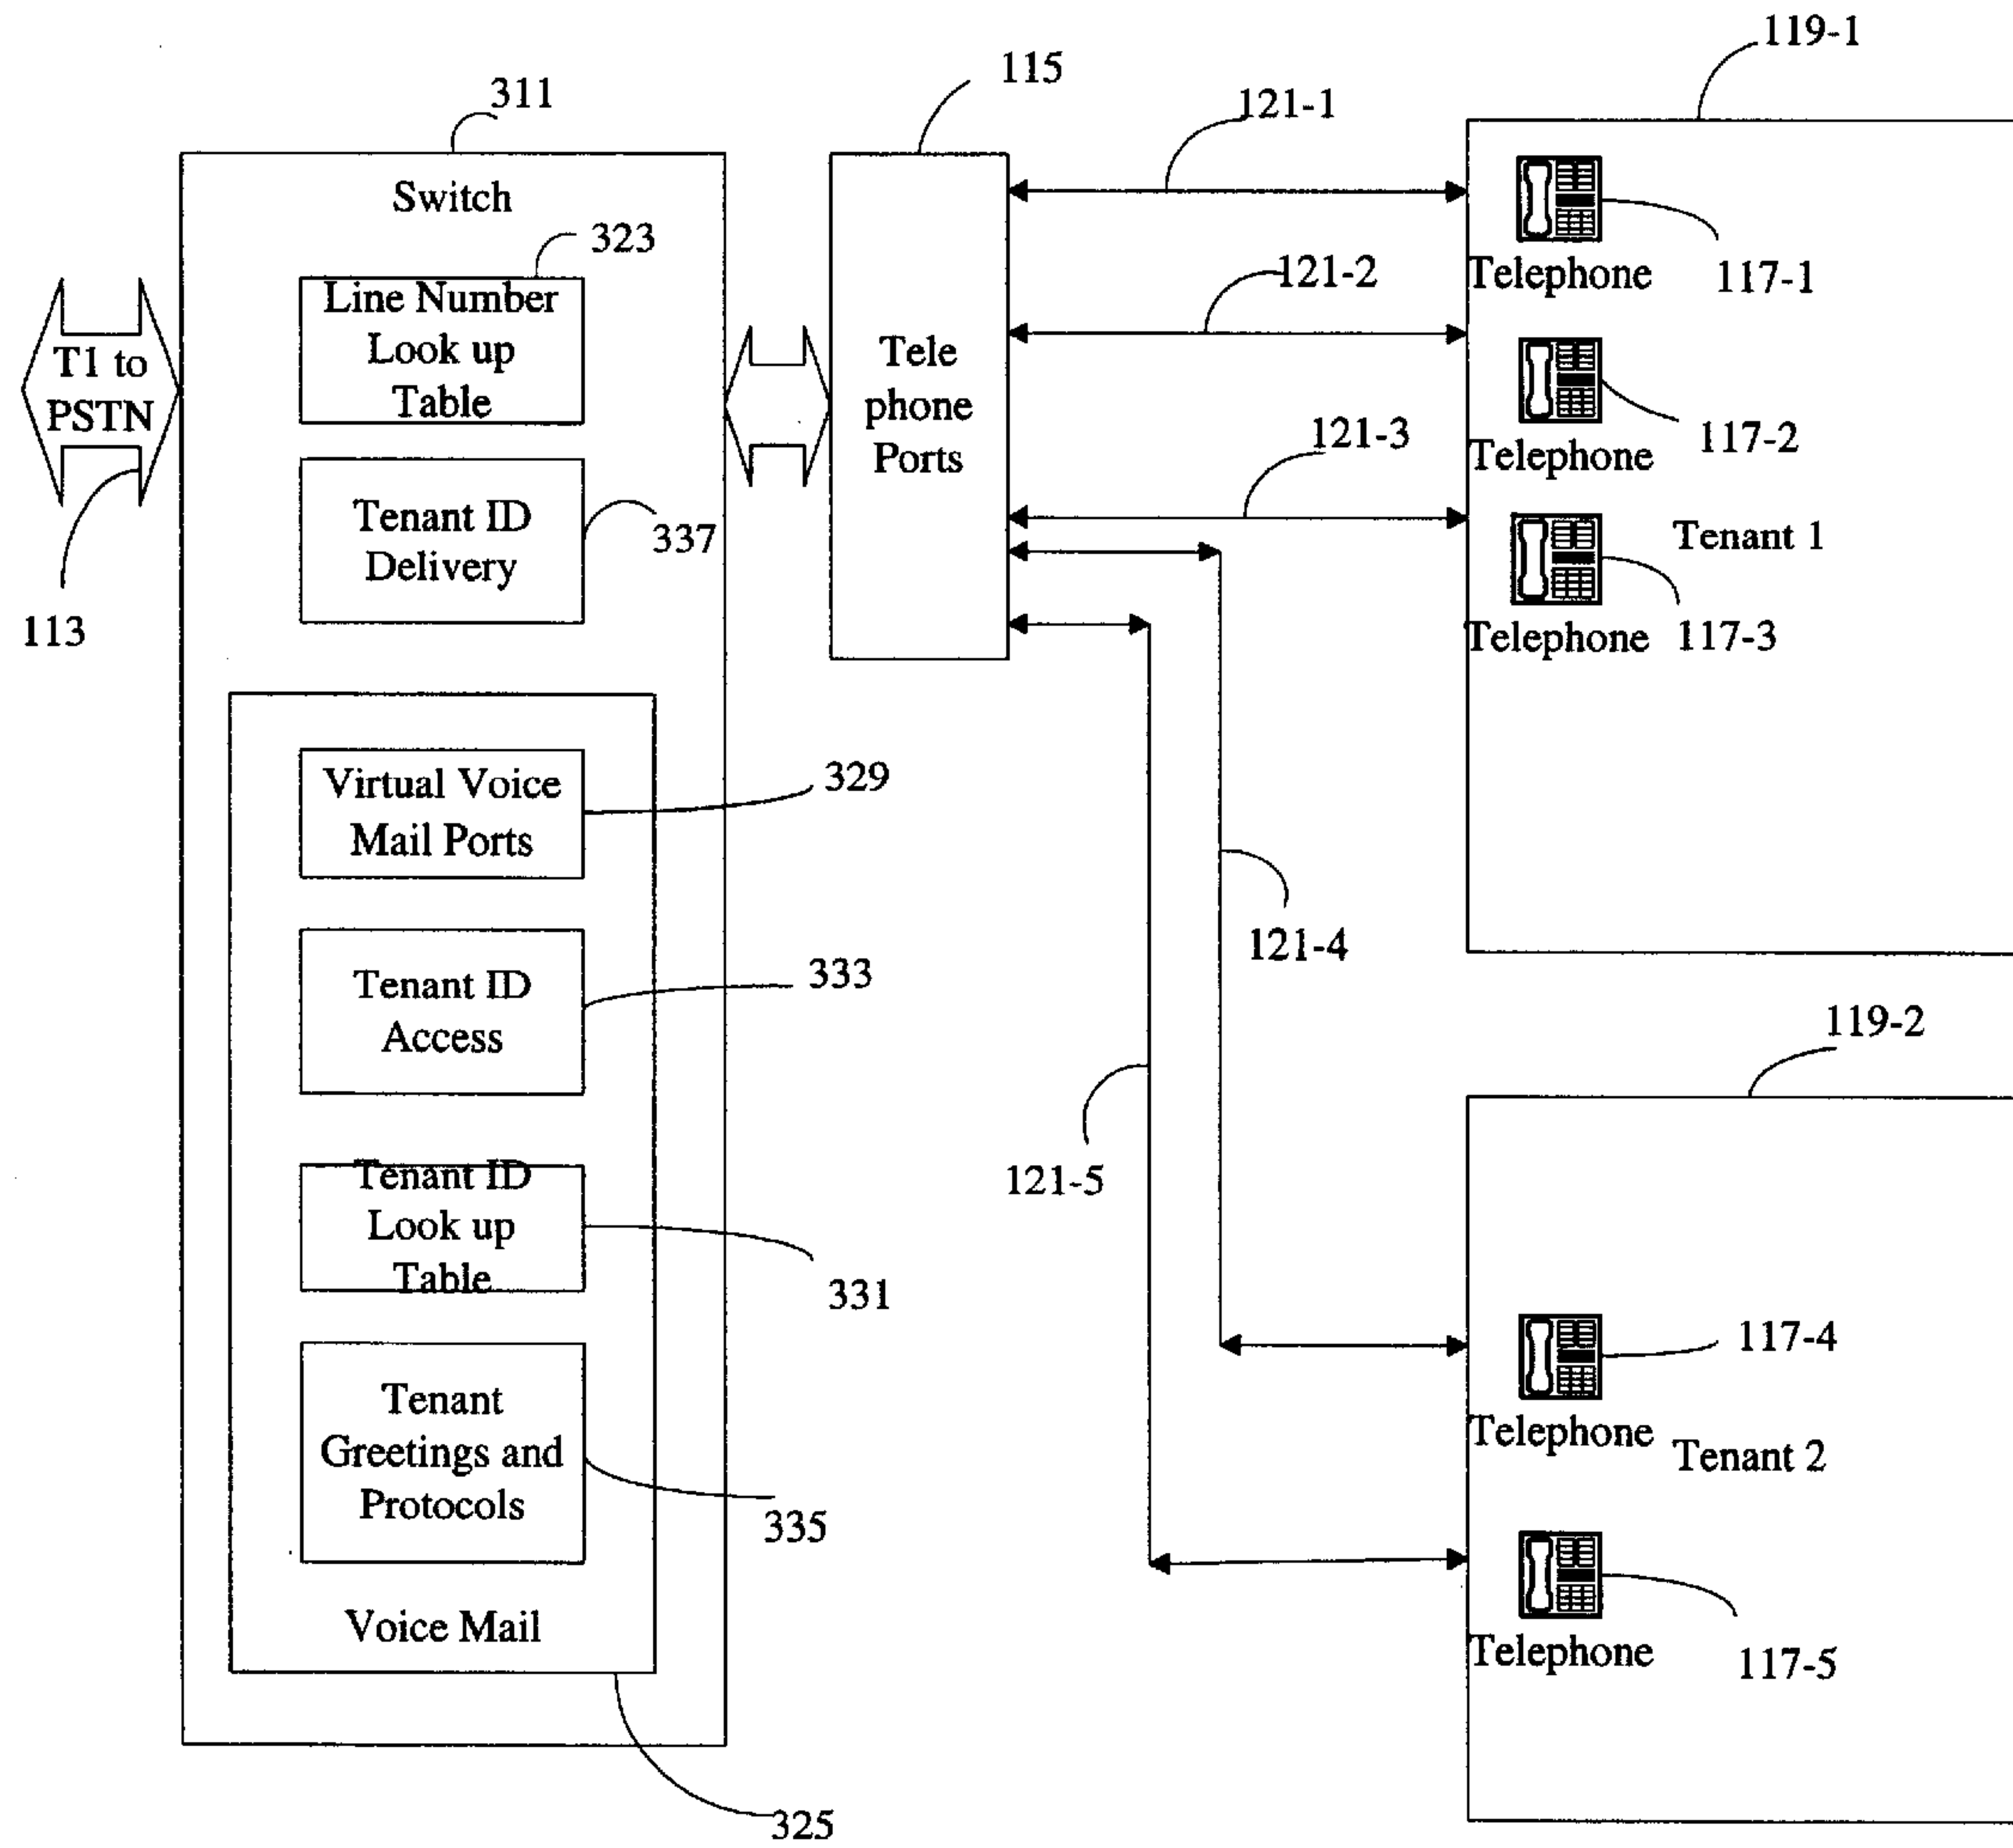 119-1
115
311
121-1
Switch
323
Line Number
Look up
Table
T1 to
PSTN
113
Tenant ID
Delivery
337
Tele
phone
Ports
121-2
121-3
Telephone
117-1
Telephone
117-2
Tenant 1
Telephone
117-3
Virtual Voice
Mail Ports
329
Tenant ID
Access
333
121-4
119-2
Tenant ID
Look up
Table
331
121-5
Tenant
Greetings and
Protocols
335
Voice Mail
325
117-4
Telephone
Tenant 2
Telephone
117-5